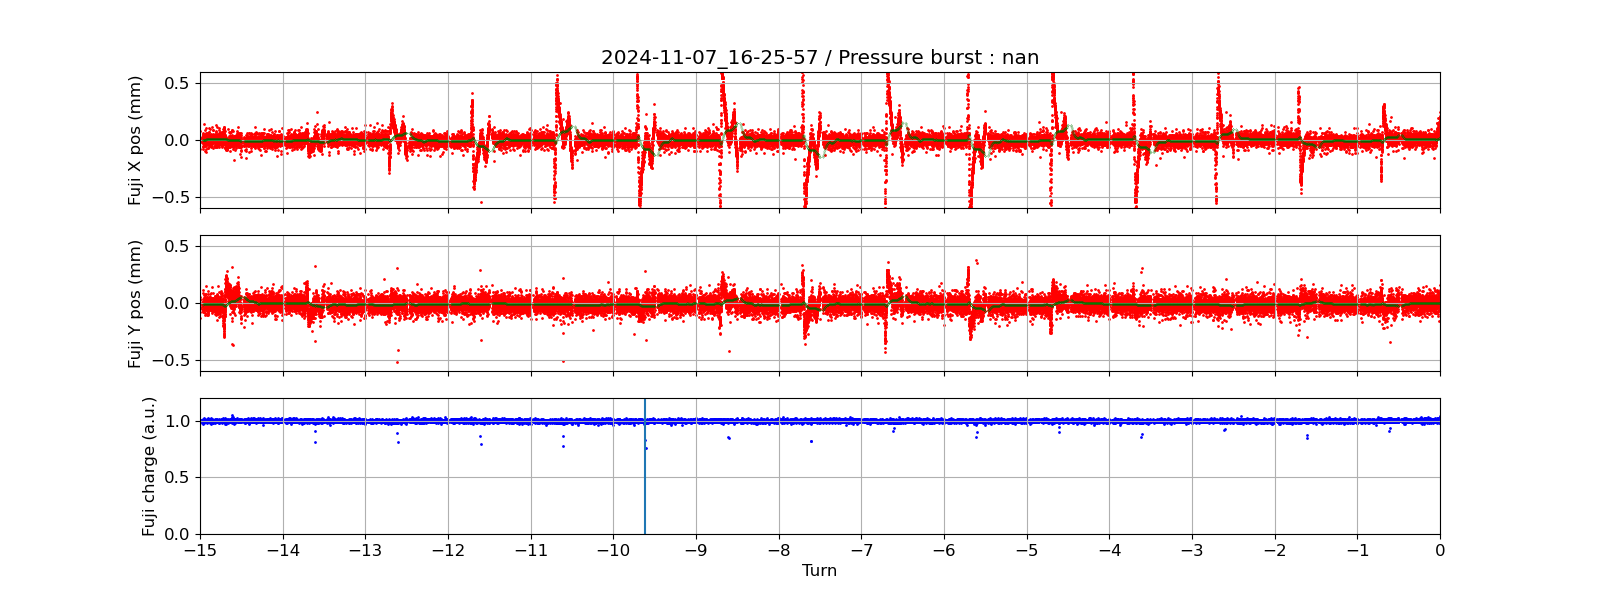 2024-11-07_16-25-57 / Pressure burst : nan
Fuji X pos (mm)
0.5
0.0
−0.5
Fuji Y pos (mm)
0.5
0.0
−0.5
Fuji charge (a.u.)
1.0
0.5
0.0
−15 −14 −13 −12 −11 −10 −9 −8 −7 −6 −5 −4 −3 −2 −1 0
Turn